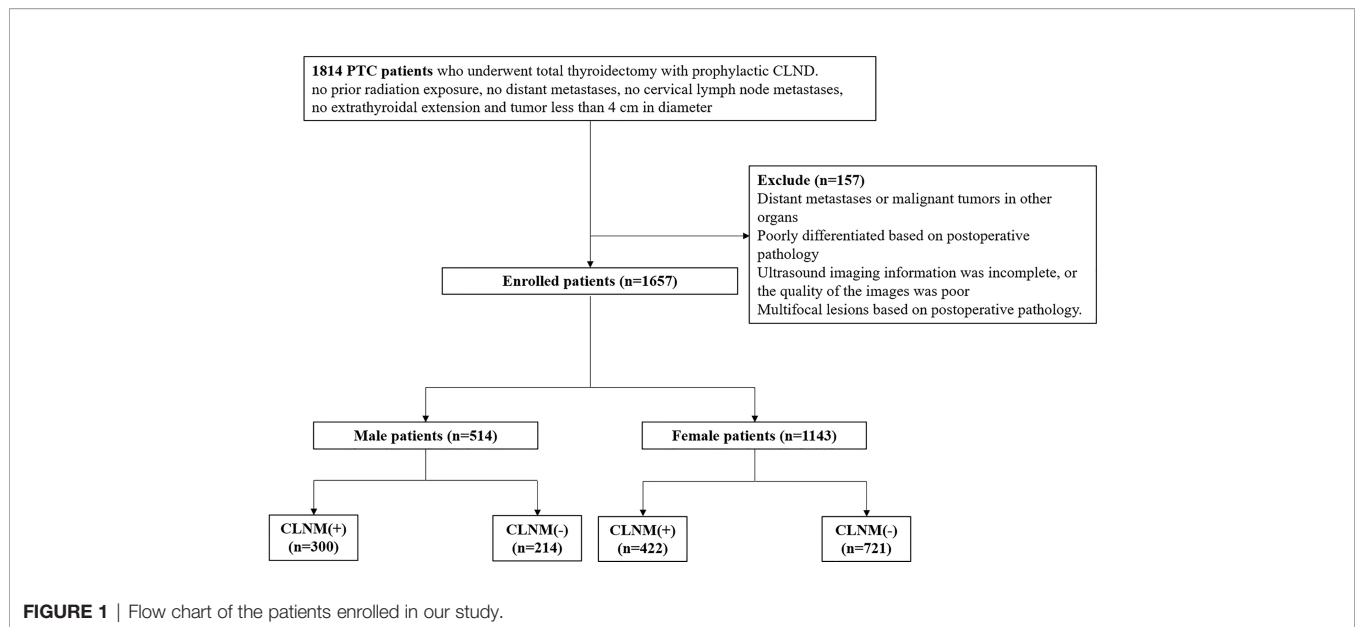 1814 PTC patients who underwent total thyroidectomy with prophylactic CLND.
no prior radiation exposure, no distant metastases, no cervical lymph node metastases,
no extrathyroidal extension and tumor less than 4 cm in diameter
Exclude (n=157)
Distant metastases or malignant tumors in other
organs
Poorly differentiated based on postoperative
pathology
Ultrasound imaging information was incomplete, or
the quality of the images was poor
Multifocal lesions based on postoperative pathology.
Enrolled patients (n=1657)
Male patients (n=514)
Female patients (n=1143)
CLNM(+)
(n=300)
CLNM(-)
(n=214)
CLNM(+)
(n=422)
CLNM(-)
(n=721)
FIGURE 1 | Flow chart of the patients enrolled in our study.